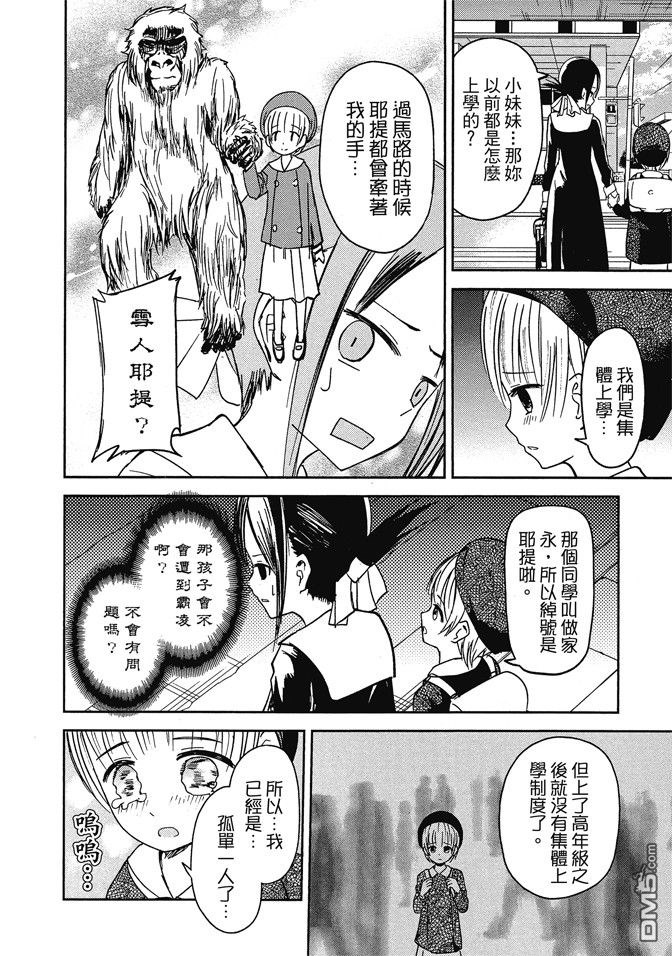 小妹妹…那妳
以前都是怎麼
上學的？
我們是集
體上學…
過馬路的時候
耶提都會牽著
我的手…
雪人耶提？
那個同學叫做家
永，所以綽號是
耶提啦。
那孩子會不
會遭到霸凌
啊？
不會有問
題嗎？
但上了高年級之
後就沒有集體上
學制度了。
所以…我
已經是…
孤單一人了…
嗚嗚…
DM5.com